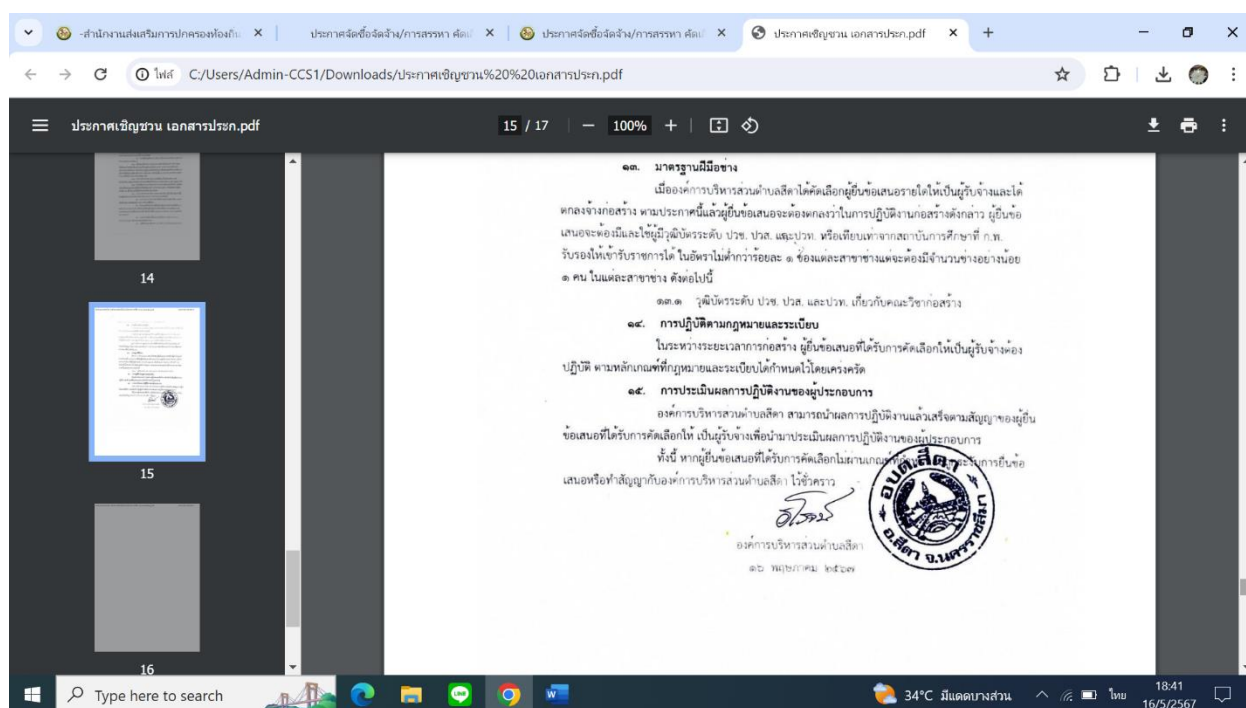 -สำนักงานส่งเสริมการปกครองท้องถิ่น
ประกาศจัดซื้อจัดจ้าง/การสรรหา คัดเ
ประกาศจัดซื้อจัดจ้าง/การสรรหา คัดเ
ประกาศเชิญชวน เอกสารประก.pdf
ไฟล์ C:/Users/Admin-CCS1/Downloads/ประกาศเชิญชวน%20%20เอกสารประก.pdf
ประกาศเชิญชวน เอกสารประก.pdf
15 / 17
100%
14
15
16
๑๓. มาตรฐานฝีมือช่าง
เมื่อองค์การบริหารส่วนตำบลสีดาได้คัดเลือกผู้ยื่นข้อเสนอรายใดให้เป็นผู้รับจ้างและได้
ตกลงจ้างก่อสร้าง ตามประกาศนี้แล้วผู้ยื่นข้อเสนอจะต้องตกลงว่าในการปฏิบัติงานก่อสร้างดังกล่าว ผู้ยื่นข้อ
เสนอจะต้องมีและใช้ผู้มีวุฒิบัตรระดับ ปวช. ปวส. และปวท. หรือเทียบเท่าจากสถาบันการศึกษาที่ ก.พ.
รับรองให้เข้ารับราชการได้ ในอัตราไม่ต่ำกว่าร้อยละ ๑ ของแต่ละสาขาช่างแต่จะต้องมีจำนวนช่างอย่างน้อย
๑ คน ในแต่ละสาขาช่าง ดังต่อไปนี้
๑๓.๑ วุฒิบัตรระดับ ปวช. ปวส. และปวท. เกี่ยวกับคณะวิชาก่อสร้าง
๑๔. การปฏิบัติตามกฎหมายและระเบียบ
ในระหว่างระยะเวลาการก่อสร้าง ผู้ยื่นข้อเสนอที่ได้รับการคัดเลือกให้เป็นผู้รับจ้างต้อง
ปฏิบัติ ตามหลักเกณฑ์ที่กฎหมายและระเบียบได้กำหนดไว้โดยเคร่งครัด
๑๕. การประเมินผลการปฏิบัติงานของผู้ประกอบการ
องค์การบริหารส่วนตำบลสีดา สามารถนำผลการปฏิบัติงานแล้วเสร็จตามสัญญาของผู้ยื่น
ข้อเสนอที่ได้รับการคัดเลือกให้ เป็นผู้รับจ้างเพื่อนำมาประเมินผลการปฏิบัติงานของผู้ประกอบการ
ทั้งนี้ หากผู้ยื่นข้อเสนอที่ได้รับการคัดเลือกไม่ผ่านเกณฑ์ที่ ระงับการยื่นข้อ
เสนอหรือทำสัญญากับองค์การบริหารส่วนตำบลสีดา ไว้ชั่วคราว
อบต.สีดา
อ.สีดา จ.นครราชสีมา
องค์การบริหารส่วนตำบลสีดา
๑๖ พฤษภาคม ๒๕๖๗
Type here to search
34°C มีแดดบางส่วน
ไทย
18:41
16/5/2567